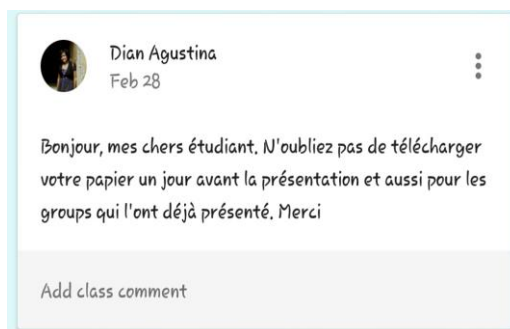 Dian Agustina
Feb 28
Bonjour, mes chers étudiant. N'oubliez pas de télécharger
votre papier un jour avant la présentation et aussi pour les
groups qui l'ont déjà présenté. Merci
Add class comment